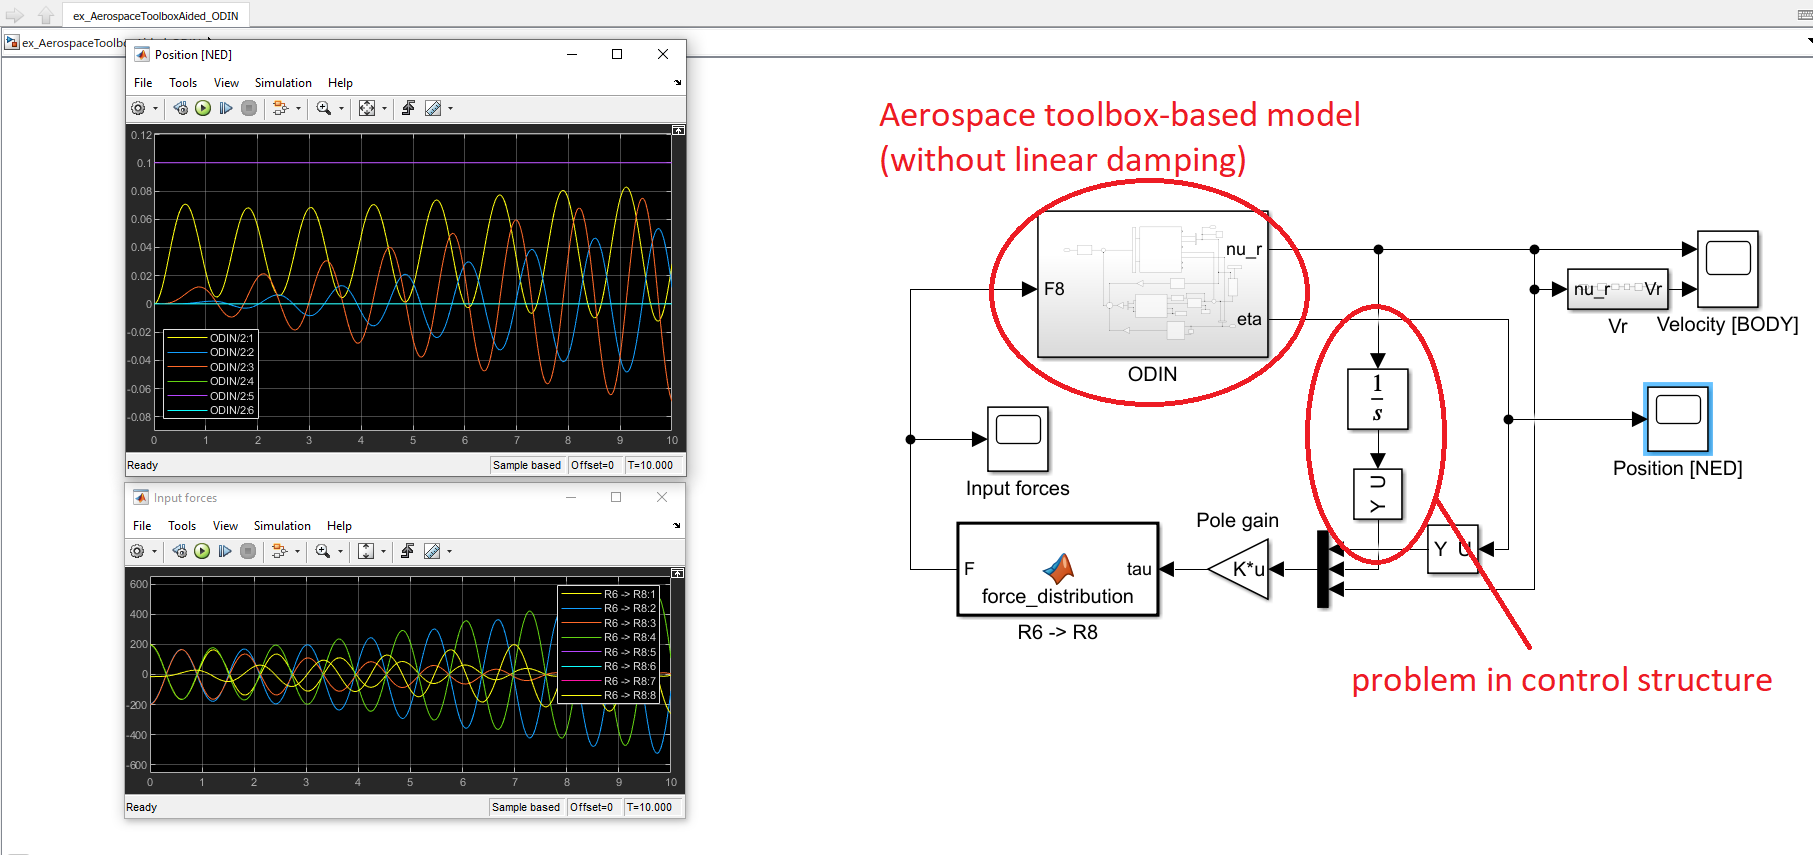 ex_AerospaceToolboxAided_ODIN
ex_AerospaceToolbo
Position [NED]
File Tools View Simulation Help
0.12
0.1
0.08
0.06
0.04
0.02
0
-0.02
-0.04
-0.06
-0.08
ODIN/2:1
ODIN/2:2
ODIN/2:3
ODIN/2:4
ODIN/2:5
ODIN/2:6
0 1 2 3 4 5 6 7 8 9 10
Ready Sample based Offset=0 T=10.000
Input forces
File Tools View Simulation Help
600
400
200
0
-200
-400
-600
R6 -> R8:1
R6 -> R8:2
R6 -> R8:3
R6 -> R8:4
R6 -> R8:5
R6 -> R8:6
R6 -> R8:7
R6 -> R8:8
0 1 2 3 4 5 6 7 8 9 10
Ready Sample based Offset=0 T=10.000
Aerospace toolbox-based model
(without linear damping)
F8
nu_r
eta
ODIN
nu_r Vr
Vr
Velocity [BODY]
1
s
Y U
Position [NED]
Input forces
Y U
Pole gain
K*u
F tau
force_distribution
R6 -> R8
problem in control structure